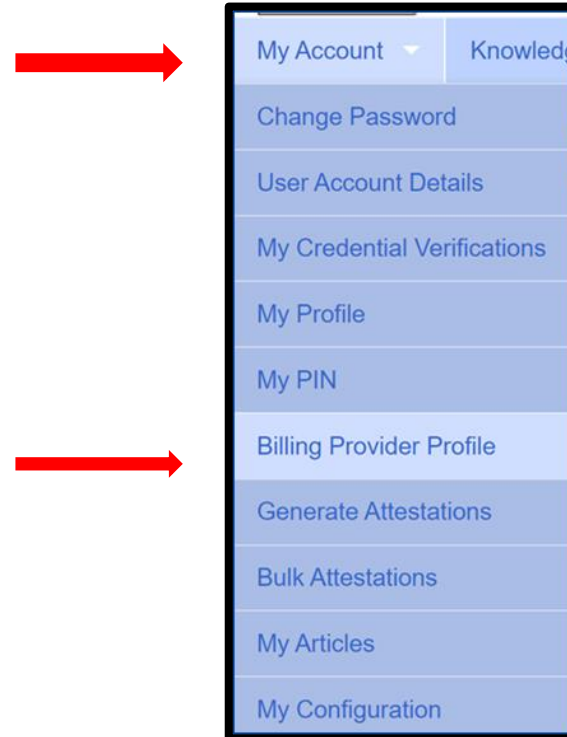 My Account Knowledg
Change Password
User Account Details
My Credential Verifications
My Profile
My PIN
Billing Provider Profile
Generate Attestations
Bulk Attestations
My Articles
My Configuration